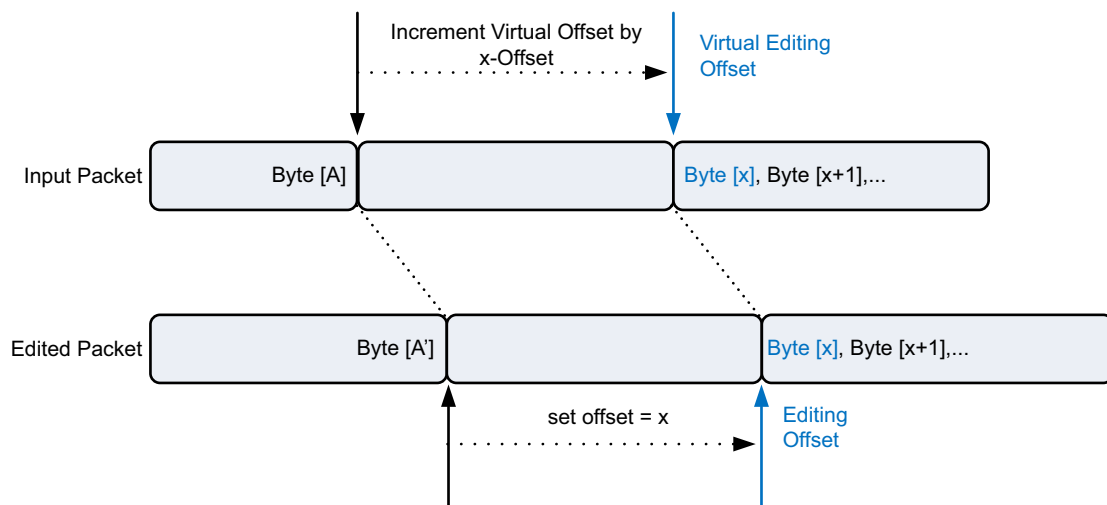 Increment Virtual Offset by
x-Offset
Virtual Editing
Offset
Input Packet
Byte [A]
Byte [x], Byte [x+1],...
Edited Packet
Byte [A’]
Byte [x], Byte [x+1],...
set offset = x
Editing
Offset